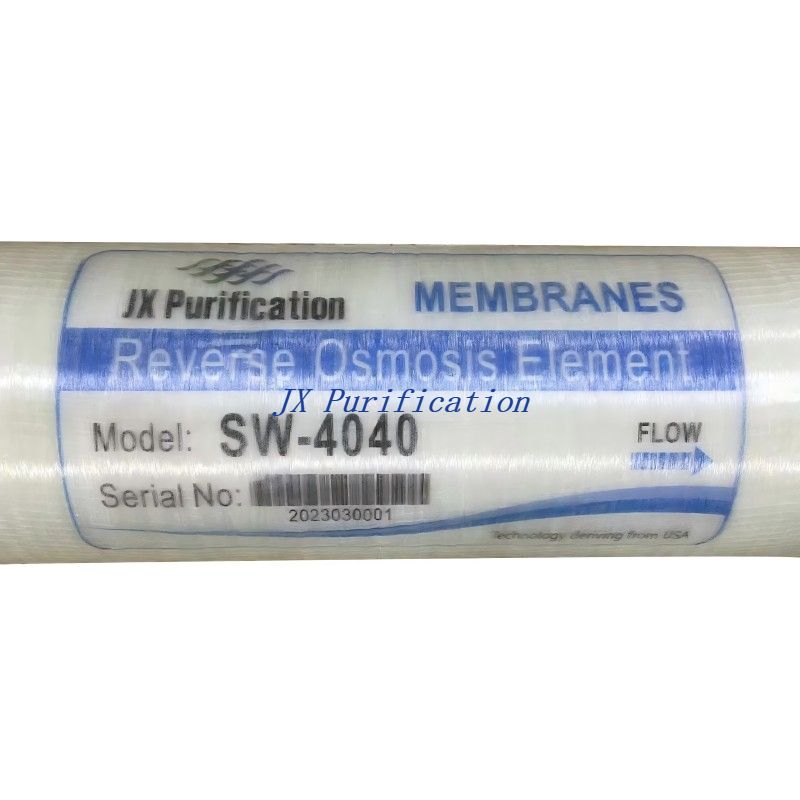 JX Purification
MEMBRANES
Reverse Osmosis Element
JX Purification
Model: SW-4040
FLOW
Serial No:
2023030001
Technology deriving from USA